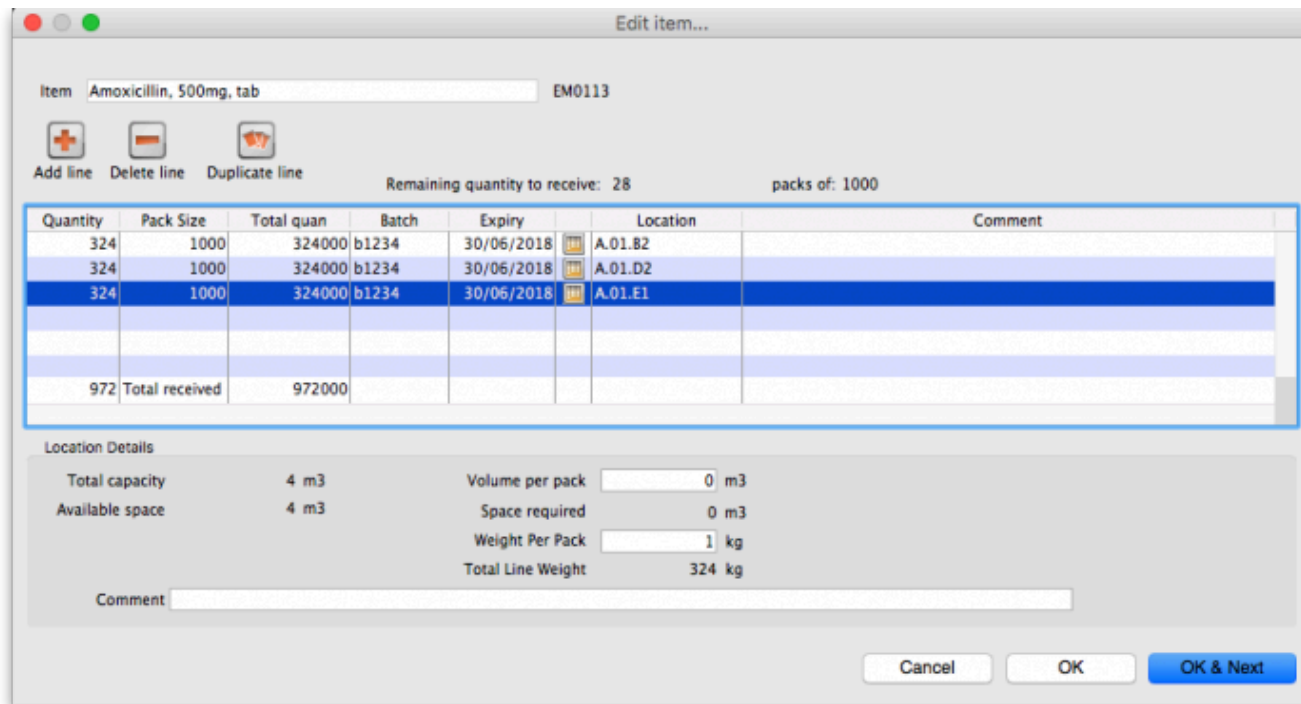 Edit item...
Item Amoxicillin, 500mg, tab EM0113
Add line Delete line Duplicate line
Remaining quantity to receive: 28 packs of: 1000
Quantity Pack Size Total quan Batch Expiry Location Comment
324 1000 324000 b1234 30/06/2018 A.01.B2
324 1000 324000 b1234 30/06/2018 A.01.D2
324 1000 324000 b1234 30/06/2018 A.01.E1
972 Total received 972000
Location Details
Total capacity 4 m3 Volume per pack 0 m3
Available space 4 m3 Space required 0 m3
Weight Per Pack 1 kg
Total Line Weight 324 kg
Comment
Cancel OK OK & Next